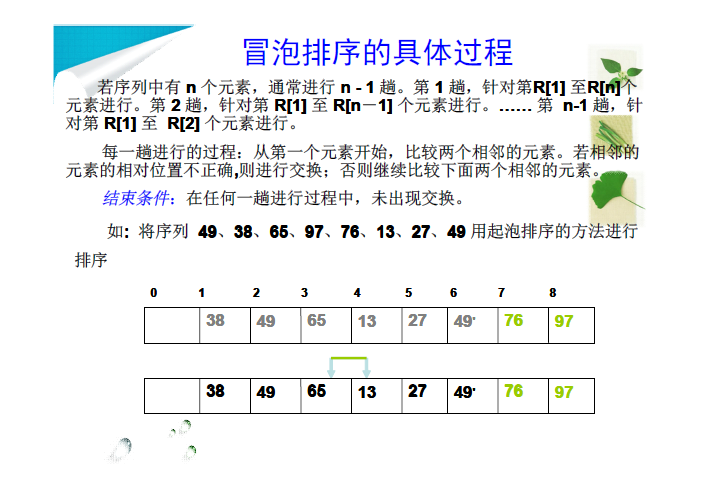 冒泡排序的具体过程
若序列中有 n 个元素，通常进行 n - 1 趟。第 1 趟，针对第R[1] 至R[n]个
元素进行。第 2 趟，针对第 R[1] 至 R[n－1] 个元素进行。…… 第 n-1 趟，针
对第 R[1] 至 R[2] 个元素进行。
每一趟进行的过程：从第一个元素开始，比较两个相邻的元素。若相邻的
元素的相对位置不正确,则进行交换；否则继续比较下面两个相邻的元素。
结束条件：在任何一趟进行过程中，未出现交换。
如: 将序列 49、38、65、97、76、13、27、49 用起泡排序的方法进行
排序
0 1 2 3 4 5 6 7 8
38 49 65 13 27 49· 76 97
38 49 65 13 27 49· 76 97